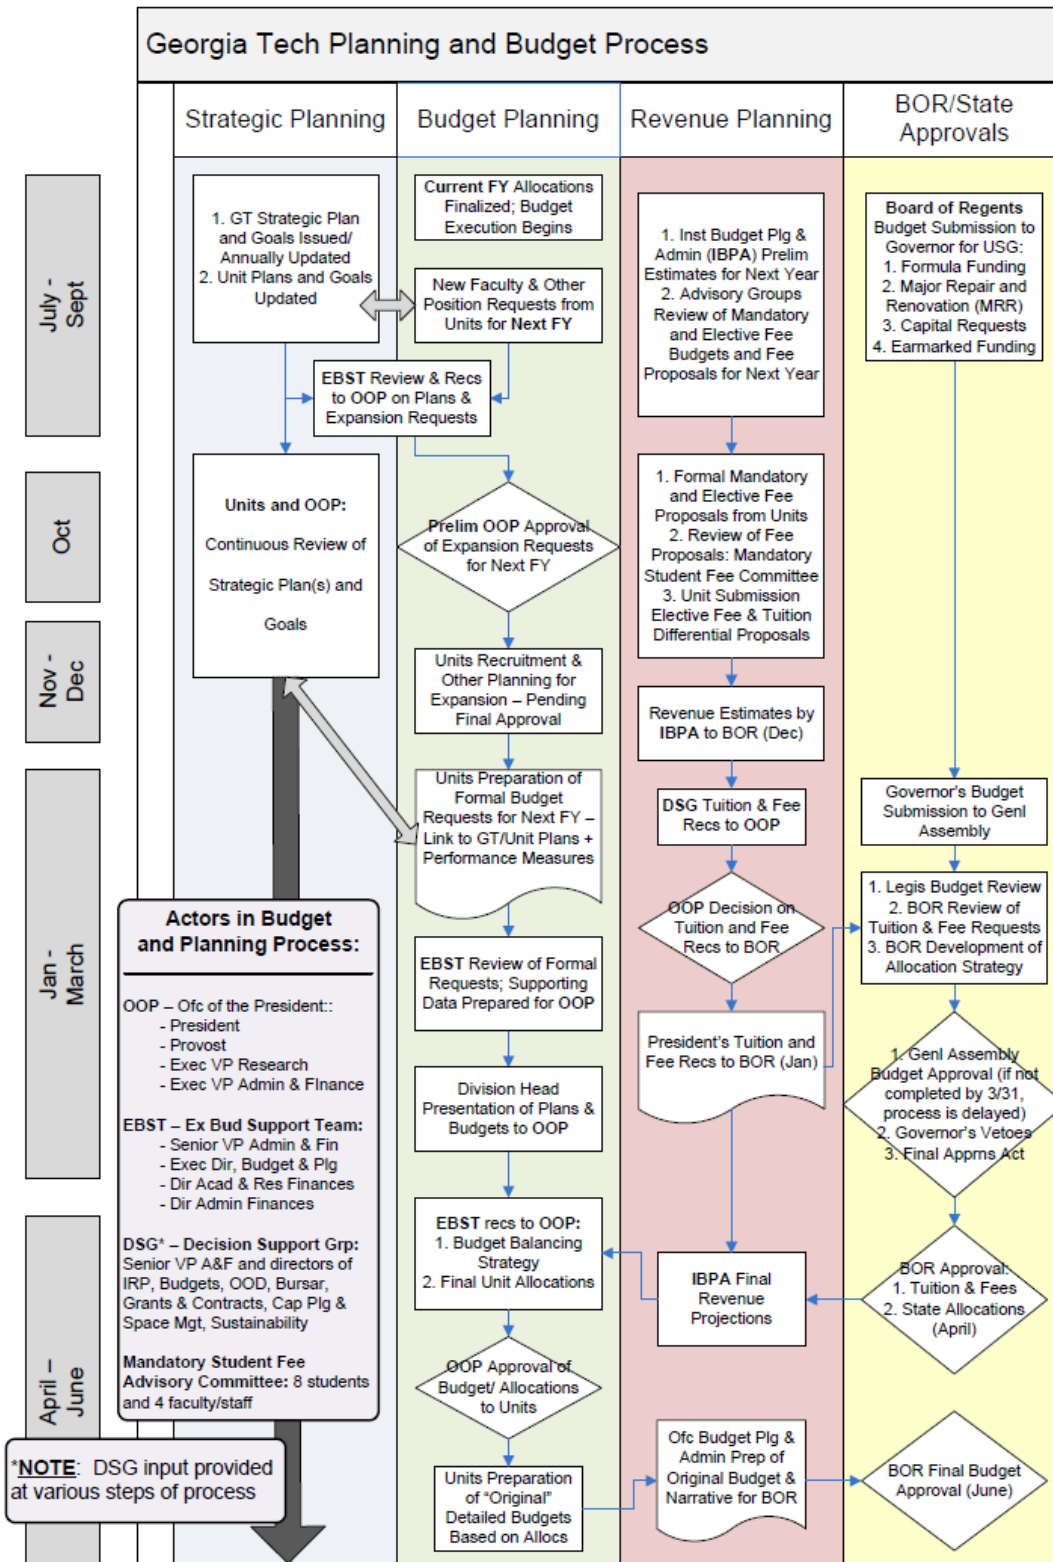 Georgia Tech Planning and Budget Process
Strategic Planning
Budget Planning
Revenue Planning
BOR/State
Approvals
July -
Sept
1. GT Strategic Plan
and Goals Issued/
Annually Updated
2. Unit Plans and Goals
Updated
Current FY Allocations
Finalized; Budget
Execution Begins
New Faculty & Other
Position Requests from
Units for Next FY
EBST Review & Recs
to OOP on Plans &
Expansion Requests
1. Inst Budget Plg &
Admin (IBPA) Prelim
Estimates for Next Year
2. Advisory Groups
Review of Mandatory
and Elective Fee
Budgets and Fee
Proposals for Next Year
Board of Regents
Budget Submission to
Governor for USG:
1. Formula Funding
2. Major Repair and
Renovation (MRR)
3. Capital Requests
4. Earmarked Funding
Oct
Units and OOP:
Continuous Review of
Strategic Plan(s) and
Goals
Prelim OOP Approval
of Expansion Requests
for Next FY
1. Formal Mandatory
and Elective Fee
Proposals from Units
2. Review of Fee
Proposals: Mandatory
Student Fee Committee
3. Unit Submission
Elective Fee & Tuition
Differential Proposals
Nov -
Dec
Units Recruitment &
Other Planning for
Expansion – Pending
Final Approval
Revenue Estimates by
IBPA to BOR (Dec)
Jan -
March
Units Preparation of
Formal Budget
Requests for Next FY –
Link to GT/Unit Plans +
Performance Measures
DSG Tuition & Fee
Recs to OOP
Governor's Budget
Submission to Genl
Assembly
OOP Decision on
Tuition and Fee
Recs to BOR
1. Legis Budget Review
2. BOR Review of
Tuition & Fee Requests
3. BOR Development of
Allocation Strategy
EBST Review of Formal
Requests; Supporting
Data Prepared for OOP
President's Tuition and
Fee Recs to BOR (Jan)
1. Genl Assembly
Budget Approval (if not
completed by 3/31,
process is delayed)
2. Governor's Vetoes
3. Final Apprns Act
Division Head
Presentation of Plans &
Budgets to OOP
April –
June
EBST recs to OOP:
1. Budget Balancing
Strategy
2. Final Unit Allocations
IBPA Final
Revenue
Projections
BOR Approval:
1. Tuition & Fees
2. State Allocations
(April)
OOP Approval of
Budget/ Allocations
to Units
Units Preparation
of “Original”
Detailed Budgets
Based on Allocs
Ofc Budget Plg &
Admin Prep of
Original Budget &
Narrative for BOR
BOR Final Budget
Approval (June)
Actors in Budget
and Planning Process:
OOP – Ofc of the President::
- President
- Provost
- Exec VP Research
- Exec VP Admin & FInance
EBST – Ex Bud Support Team:
- Senior VP Admin & Fin
- Exec Dir, Budget & Plg
- Dir Acad & Res Finances
- Dir Admin Finances
DSG* – Decision Support Grp:
Senior VP A&F and directors of
IRP, Budgets, OOD, Bursar,
Grants & Contracts, Cap Plg &
Space Mgt, Sustainability
Mandatory Student Fee
Advisory Committee: 8 students
and 4 faculty/staff
*NOTE: DSG input provided
at various steps of process